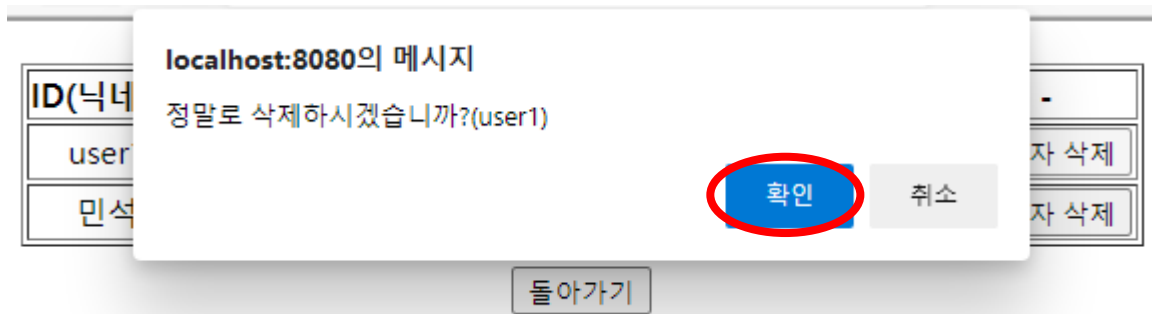 localhost:8080의 메시지
정말로 삭제하시겠습니까?(user1)
확인 취소
ID(닉네 -
user 자 삭제
민석 자 삭제
돌아가기